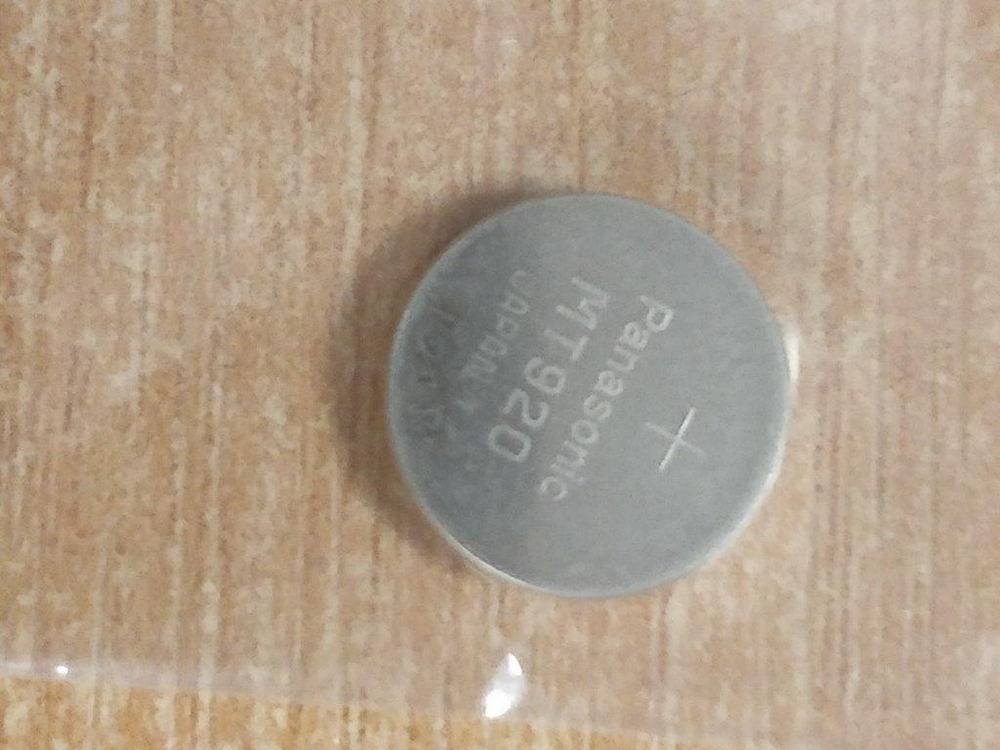 +
Panasonic
MT920
JAPAN